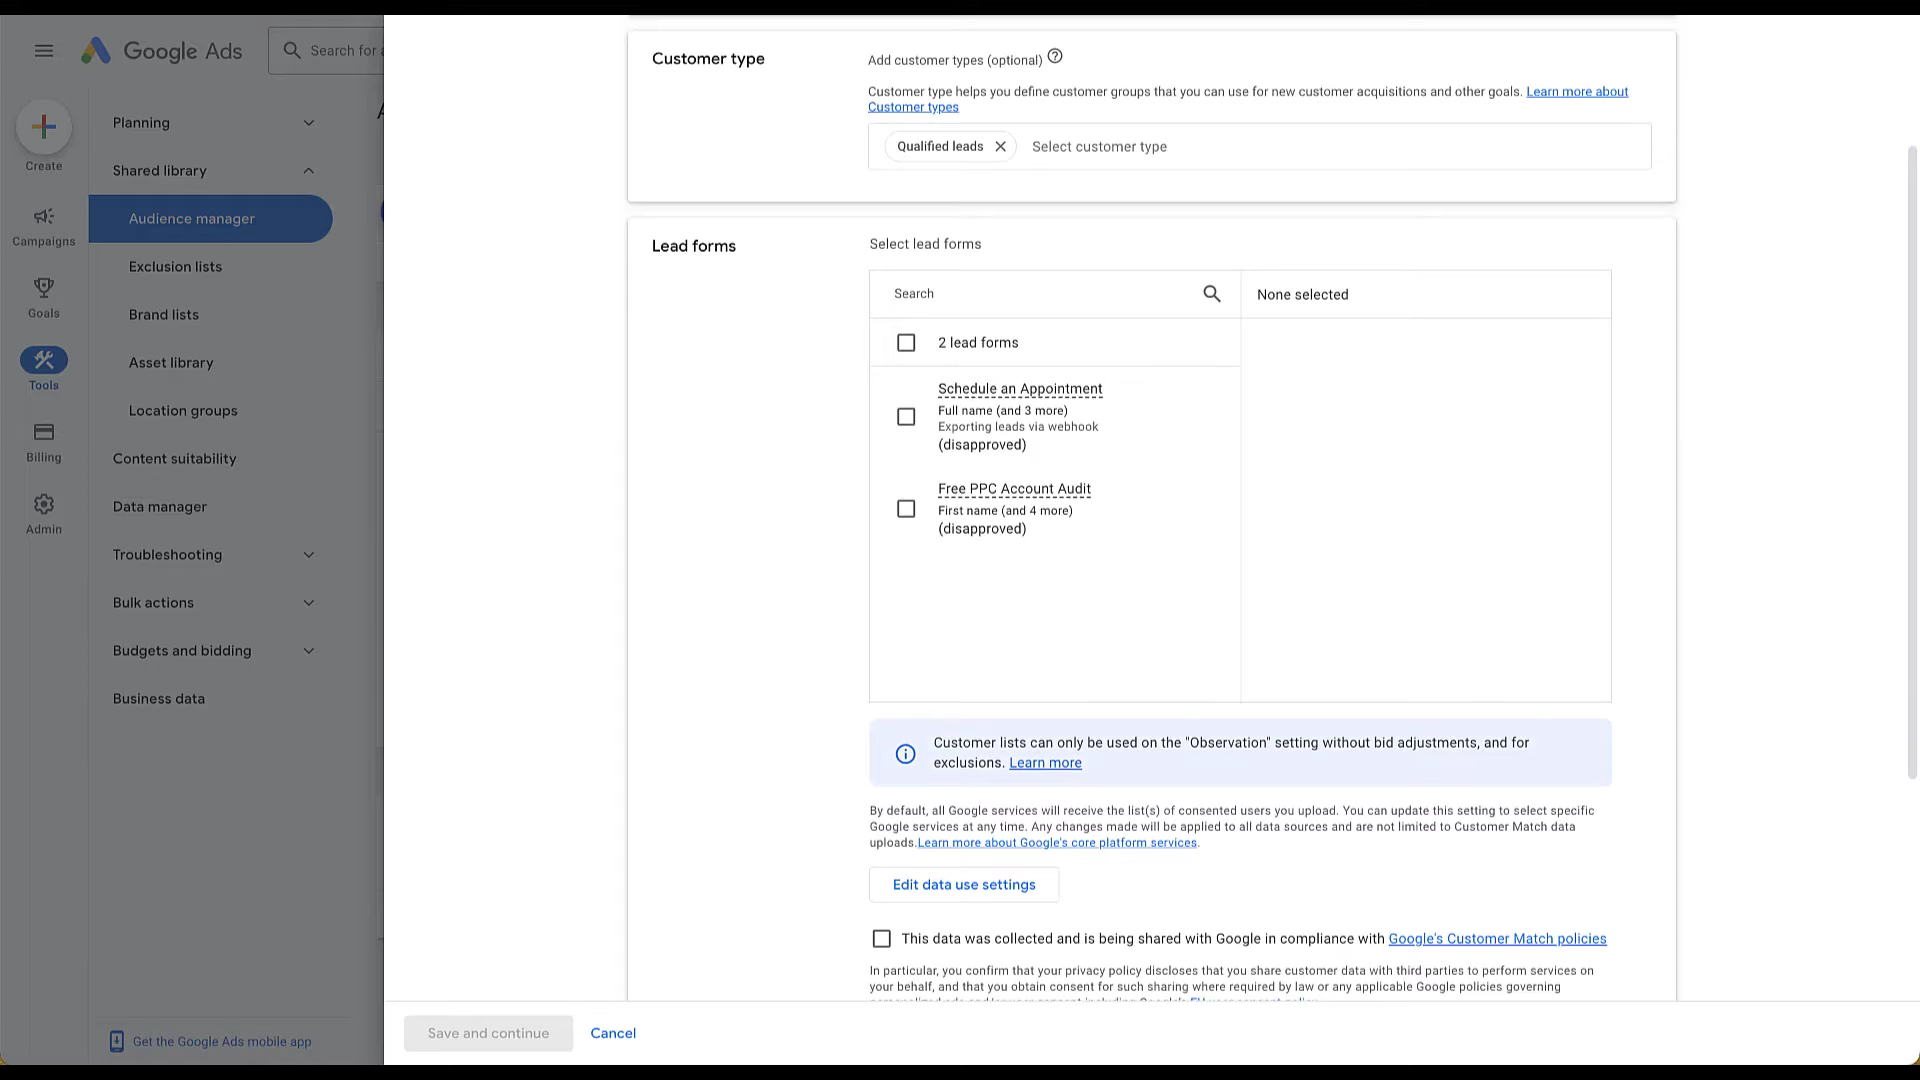 Google Ads
Search for a
Create
Campaigns
Goals
Tools
Billing
Admin
Planning
Shared library
Audience manager
Exclusion lists
Brand lists
Asset library
Location groups
Content suitability
Data manager
Troubleshooting
Bulk actions
Budgets and bidding
Business data
Get the Google Ads mobile app
Customer type
Add customer types (optional)
Customer type helps you define customer groups that you can use for new customer acquisitions and other goals. Learn more about
Customer types
Qualified leads
Select customer type
Lead forms
Select lead forms
Search
None selected
2 lead forms
Schedule an Appointment
Full name (and 3 more)
Exporting leads via webhook
(disapproved)
Free PPC Account Audit
First name (and 4 more)
(disapproved)
Customer lists can only be used on the "Observation" setting without bid adjustments, and for
exclusions. Learn more
By default, all Google services will receive the list(s) of consented users you upload. You can update this setting to select specific
Google services at any time. Any changes made will be applied to all data sources and are not limited to Customer Match data
uploads.Learn more about Google's core platform services.
Edit data use settings
This data was collected and is being shared with Google in compliance with Google's Customer Match policies
In particular, you confirm that your privacy policy discloses that you share customer data with third parties to perform services on
your behalf, and that you obtain consent for such sharing where required by law or any applicable Google policies governing
Save and continue
Cancel